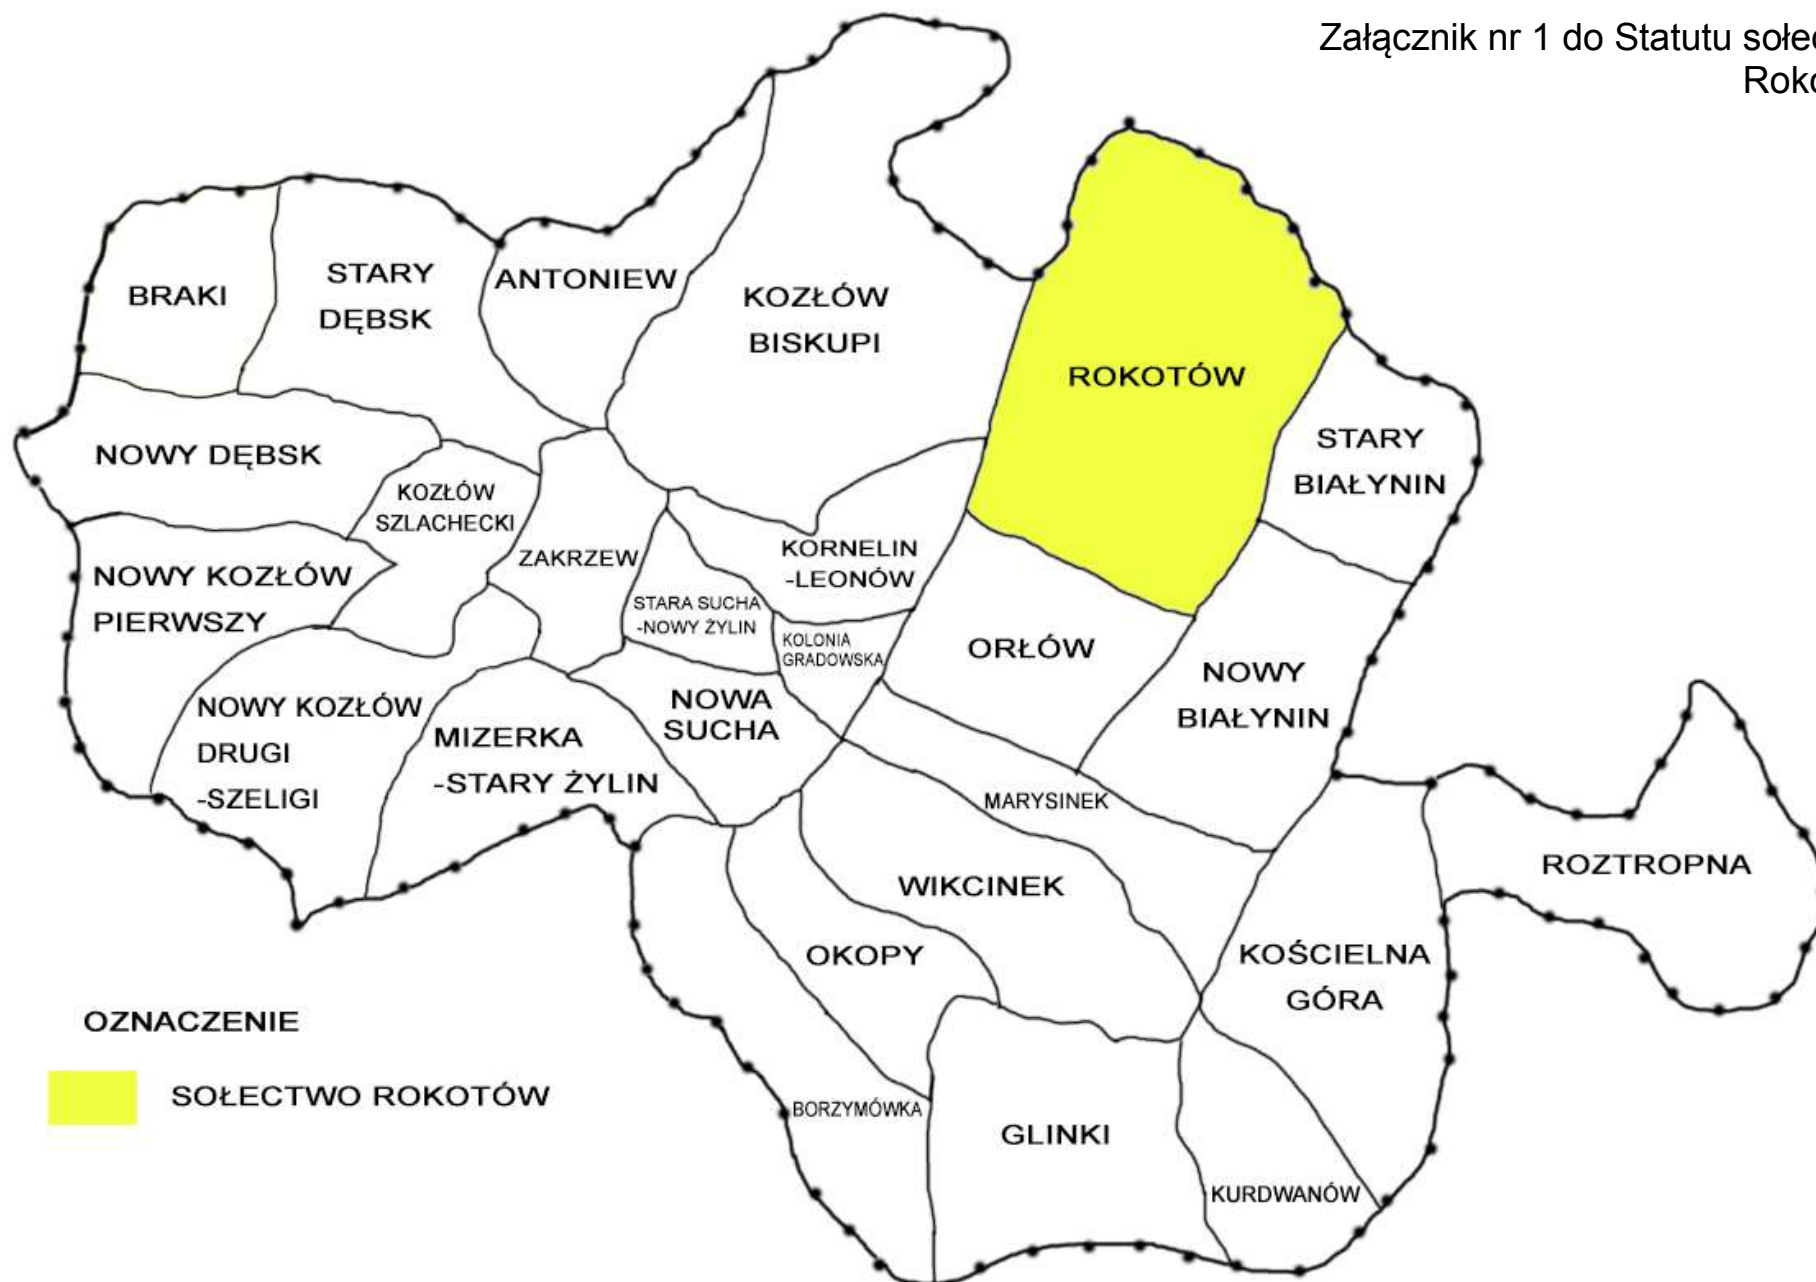 Załącznik nr 1 do Statutu
BRAKI
STARY
DĘBSK
ANTONIEW
KOZŁÓW
BISKUPI
ROKOTÓW
STARY
BIAŁYNIN
NOWY DĘBSK
KOZŁÓW
SZLACHECKI
ZAKRZEW
KORNELIN
-LEONÓW
NOWY KOZŁÓW
PIERWSZY
STARA SUCHA
-NOWY ŻYLIN
KOLONIA
GRADOWSKA
ORŁÓW
NOWY
BIAŁYNIN
NOWY KOZŁÓW
DRUGI
-SZELIGI
MIZERKA
-STARY ŻYLIN
NOWA
SUCHA
MARYSINEK
WIKCINEK
ROZTROPNA
OKOPY
KOŚCIELNA
GÓRA
BORZYMÓWKA
GLINKI
KURDWANÓW
OZNACZENIE
SOŁECTWO ROKOTÓW